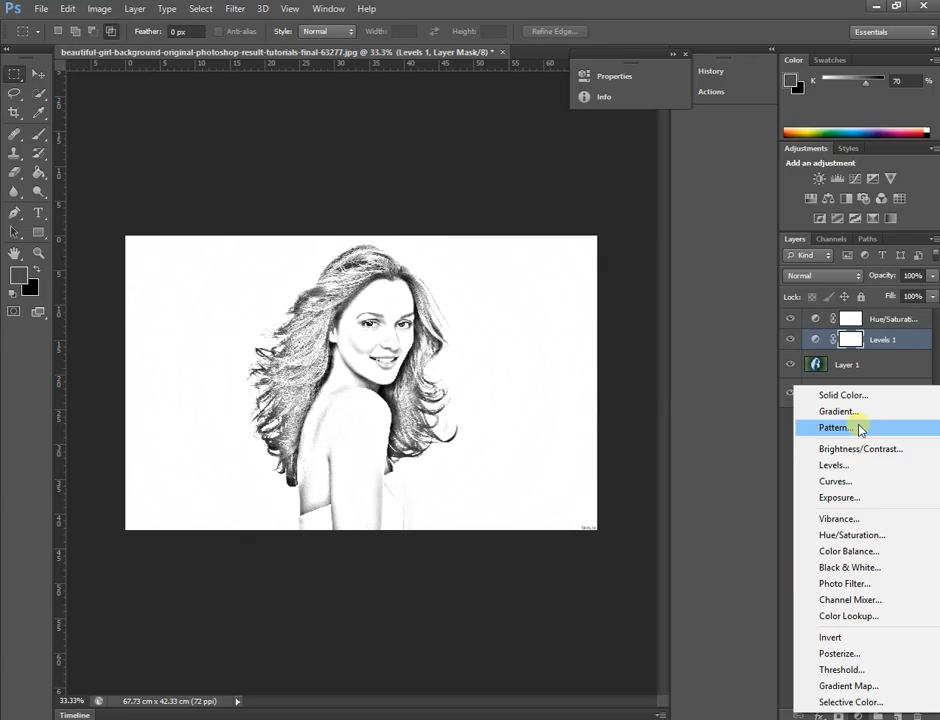 Ps File Edit Image Layer Type Select Filter 3D View Window Help
Feather: 0 px Anti-alias Style: Normal Width: Height: Refine Edge... Essentials
beautiful-girl-background-original-photoshop-result-tutorials-final-63277.jpg @ 33.3% (Levels 1, Layer Mask/8) * ×
Properties
Info
History
Actions
Color Swatches
K 70 %
Adjustments Styles
Add an adjustment
Layers Channels Paths
Kind
Normal Opacity: 100%
Lock: Fill: 100%
Hue/Saturati...
Levels 1
Layer 1
Solid Color...
Gradient...
Pattern...
Brightness/Contrast...
Levels...
Curves...
Exposure...
Vibrance...
Hue/Saturation...
Color Balance...
Black & White...
Photo Filter...
Channel Mixer...
Color Lookup...
Invert
Posterize...
Threshold...
Gradient Map...
Selective Color...
33.33% 67.73 cm x 42.33 cm (72 ppi)
Timeline